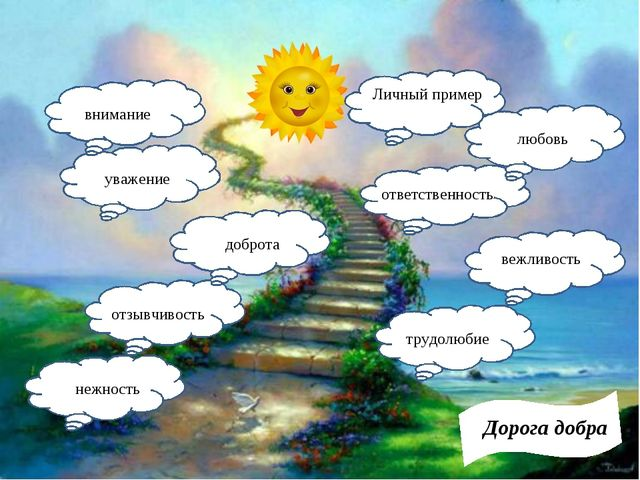 Личный пример
внимание
любовь
уважение
ответственность
доброта
вежливость
отзывчивость
трудолюбие
нежность
Дорога добра